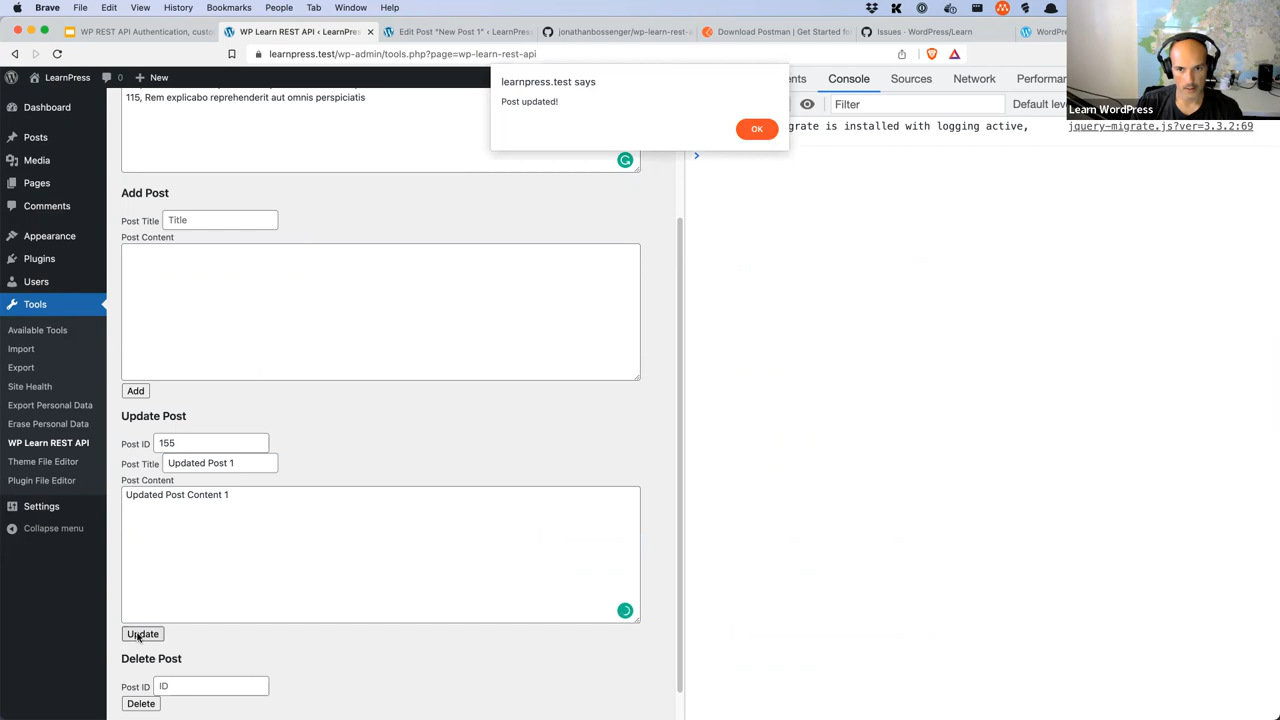 Brave File Edit View History Bookmarks People Tab Window Help
WP REST API Authentication, custo
WP Learn REST API ‹ LearnPres
Edit Post "New Post 1" ‹ LearnP
jonathanbossenger/wp-learn-rest-a
Download Postman | Get Started fo
Issues · WordPress/Learn
WordP
learnpress.test/wp-admin/tools.php?page=wp-learn-rest-api
LearnPress 0 New
Elements Console Sources Network Performa
Filter Default leve
grate is installed with logging active, jquery-migrate.js?ver=3.3.2:69
Learn WordPress
learnpress.test says
Post updated!
OK
Dashboard
Posts
Media
Pages
Comments
Appearance
Plugins
Users
Tools
Available Tools
Import
Export
Site Health
Export Personal Data
Erase Personal Data
WP Learn REST API
Theme File Editor
Plugin File Editor
Settings
Collapse menu
115, Rem explicabo reprehenderit aut omnis perspiciatis
Add Post
Post Title Title
Post Content
Add
Update Post
Post ID 155
Post Title Updated Post 1
Post Content
Updated Post Content 1
Update
Delete Post
Post ID ID
Delete